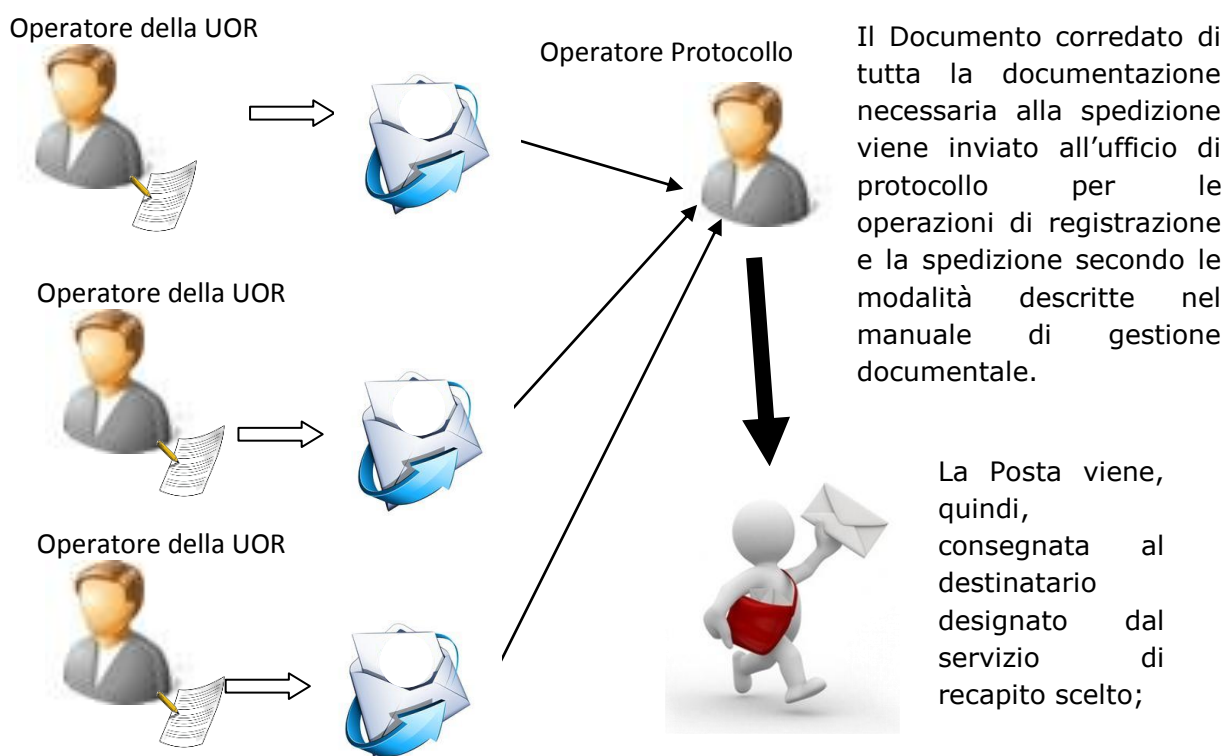 Operatore della UOR
Operatore Protocollo
Il Documento corredato di
tutta la documentazione
necessaria alla spedizione
viene inviato all’ufficio di
protocollo per le
operazioni di registrazione
e la spedizione secondo le
modalità descritte nel
manuale di gestione
documentale.
Operatore della UOR
Operatore della UOR
La Posta viene,
quindi,
consegnata al
destinatario
designato dal
servizio di
recapito scelto;